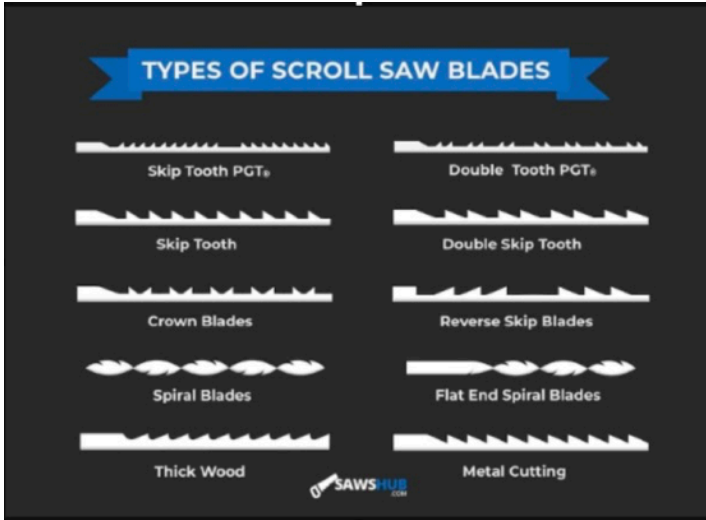 TYPES OF SCROLL SAW BLADES
Skip Tooth PGT®
Double Tooth PGT®
Skip Tooth
Double Skip Tooth
Crown Blades
Reverse Skip Blades
Spiral Blades
Flat End Spiral Blades
Thick Wood
Metal Cutting
SAWSHUB
.COM